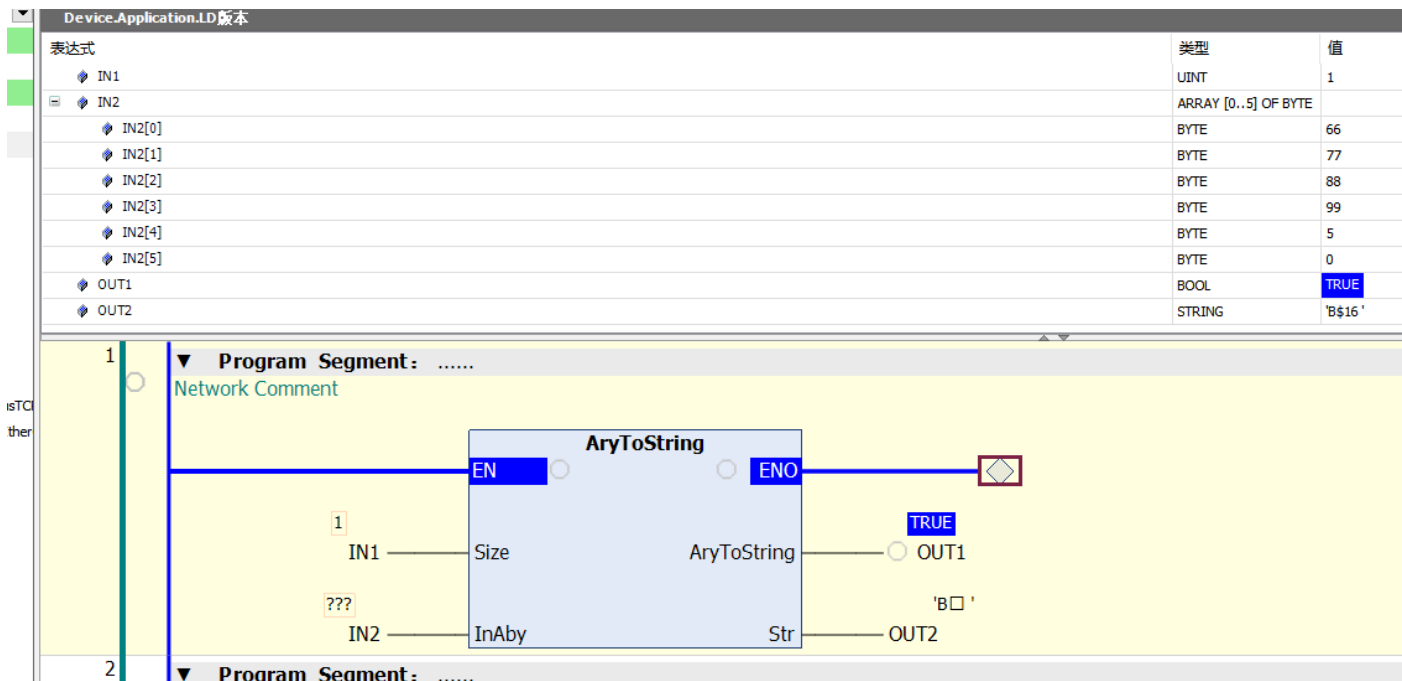 Device.Application.LD版本
表达式 类型 值
IN1 UINT 1
IN2 ARRAY [0..5] OF BYTE
IN2[0] BYTE 66
IN2[1] BYTE 77
IN2[2] BYTE 88
IN2[3] BYTE 99
IN2[4] BYTE 5
IN2[5] BYTE 0
OUT1 BOOL TRUE
OUT2 STRING 'B$16 '
1 ▼ Program Segment: ......
Network Comment
isTCI
ther
AryToString
EN ENO
1 TRUE
IN1 Size AryToString OUT1
??? 'B□ '
IN2 InAby Str OUT2
2 ▼ Program Segment: ......